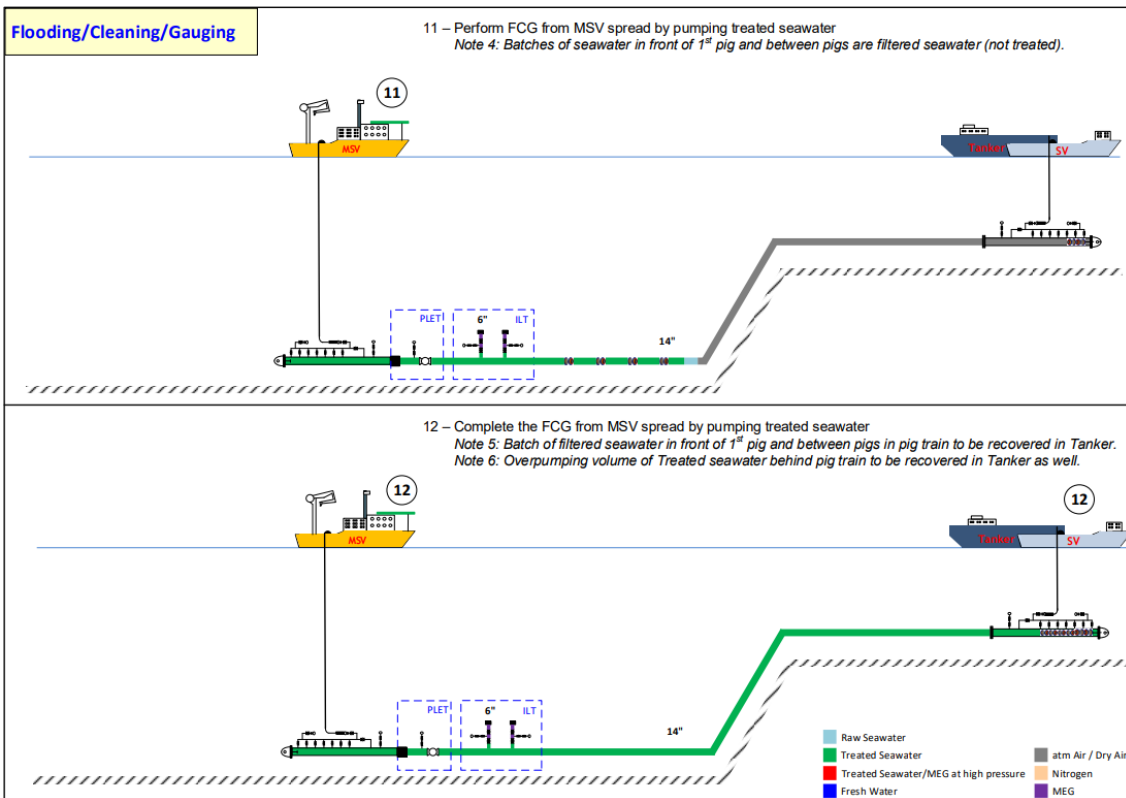 Flooding/Cleaning/Gauging
11 – Perform FCG from MSV spread by pumping treated seawater
Note 4: Batches of seawater in front of 1st pig and between pigs are filtered seawater (not treated).
11
MSV
Tanker
SV
PLET
6"
ILT
14"
12 – Complete the FCG from MSV spread by pumping treated seawater
Note 5: Batch of filtered seawater in front of 1st pig and between pigs in pig train to be recovered in Tanker.
Note 6: Overpumping volume of Treated seawater behind pig train to be recovered in Tanker as well.
12
12
MSV
Tanker
SV
PLET
6"
ILT
14"
Raw Seawater
Treated Seawater
Treated Seawater/MEG at high pressure
Fresh Water
atm Air / Dry Air
Nitrogen
MEG